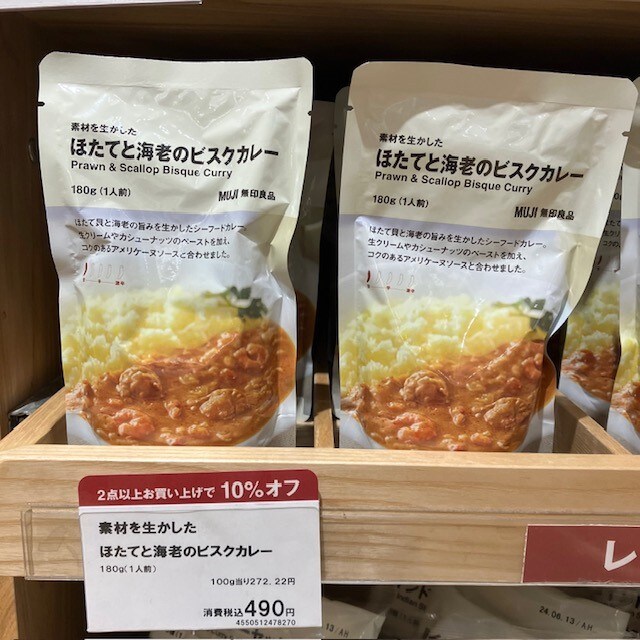 素材を生かした
ほたてと海老のビスクカレー
Prawn & Scallop Bisque Curry
180g（1人前）
MUJI 無印良品
ほたて貝と海老の旨みを生かしたシーフードカレー。
生クリームやカシューナッツのペーストを加え、
コクのあるアメリケーヌソースと合わせました。
素材を生かした
ほたてと海老のビスクカレー
Prawn & Scallop Bisque Curry
180g（1人前）
MUJI 無印良品
ほたて貝と海老の旨みを生かしたシーフードカレー。
生クリームやカシューナッツのペーストを加え、
コクのあるアメリケーヌソースと合わせました。
2点以上お買い上げで 10%オフ
素材を生かした
ほたてと海老のビスクカレー
180g（1人前）
100g当り272.22円
消費税込490円
4550512478270
レ
24.06.13/AH